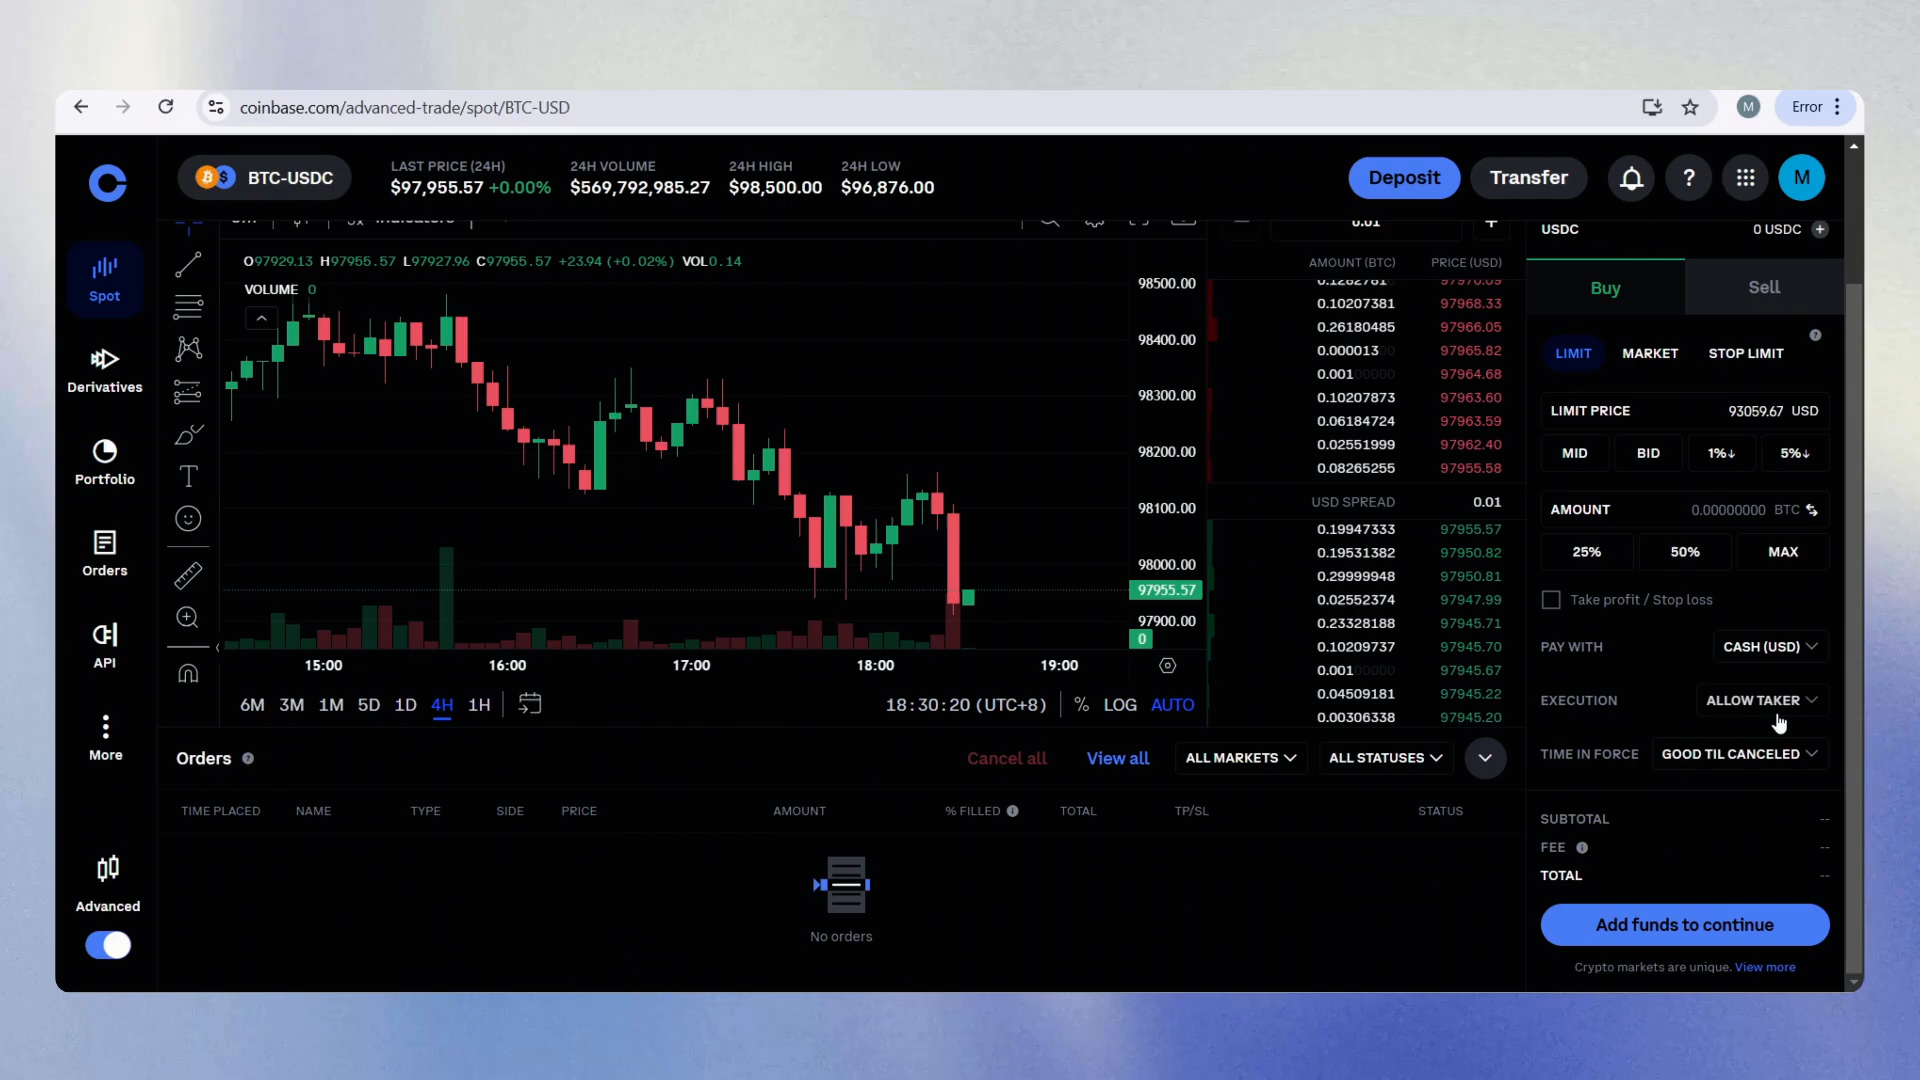 coinbase.com/advanced-trade/spot/BTC-USD
M
Error
BTC-USDC
LAST PRICE (24H)
$97,955.57 +0.00%
24H VOLUME
$569,792,985.27
24H HIGH
$98,500.00
24H LOW
$96,876.00
Deposit
Transfer
?
M
Spot
Derivatives
Portfolio
Orders
API
More
Advanced
Indicators
O97929.13 H97955.57 L97927.96 C97955.57 +23.94 (+0.02%) VOL0.14
VOLUME 0
98500.00
98400.00
98300.00
98200.00
98100.00
98000.00
97955.57
97900.00
0
15:00 16:00 17:00 18:00 19:00
6M 3M 1M 5D 1D 4H 1H
18:30:20 (UTC+8) % LOG AUTO
0.01
AMOUNT (BTC) PRICE (USD)
0.10207381 97968.33
0.26180485 97966.05
0.00001300 97965.82
0.00100000 97964.68
0.10207873 97963.60
0.06184724 97963.59
0.02551999 97962.40
0.08265255 97955.58
USD SPREAD 0.01
0.19947333 97955.57
0.19531382 97950.82
0.29999948 97950.81
0.02552374 97947.99
0.23328188 97945.71
0.10209737 97945.70
0.00100000 97945.67
0.04509181 97945.22
0.00306338 97945.20
USDC 0 USDC
Buy
Sell
LIMIT MARKET STOP LIMIT
LIMIT PRICE 93059.67 USD
MID BID 1%↓ 5%↓
AMOUNT 0.00000000 BTC
25% 50% MAX
Take profit / Stop loss
PAY WITH CASH (USD)
EXECUTION ALLOW TAKER
TIME IN FORCE GOOD TIL CANCELED
SUBTOTAL --
FEE --
TOTAL --
Add funds to continue
Crypto markets are unique. View more
Orders
Cancel all
View all
ALL MARKETS
ALL STATUSES
TIME PLACED NAME TYPE SIDE PRICE AMOUNT % FILLED TOTAL TP/SL STATUS
No orders